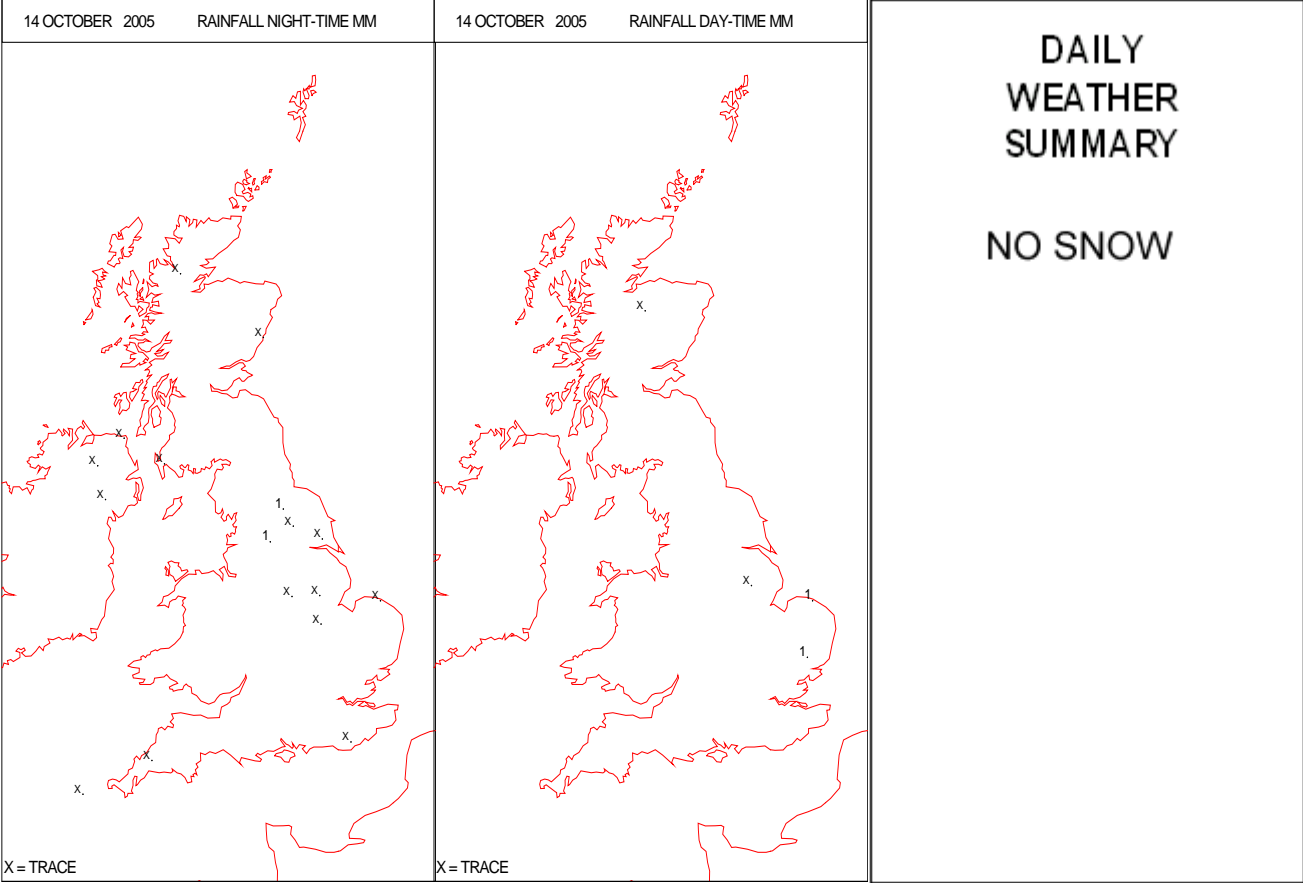 14 OCTOBER 2005 RAINFALL NIGHT-TIME MM
X.
X.
X.
X.
X.
X.
1.
X.
1.
X.
X.
X.
X.
X.
X.
X.
X.
X = TRACE
14 OCTOBER 2005 RAINFALL DAY-TIME MM
X.
X.
1.
1.
X = TRACE
DAILY
WEATHER
SUMMARY
NO SNOW